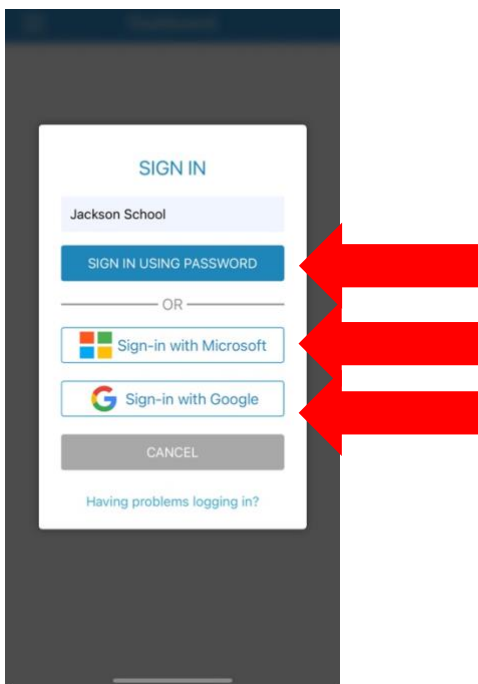 SIGN IN
Jackson School
SIGN IN USING PASSWORD
OR
Sign-in with Microsoft
Sign-in with Google
CANCEL
Having problems logging in?